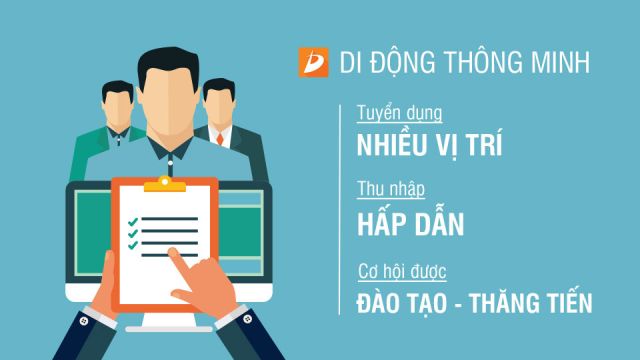 DI ĐỘNG THÔNG MINH
Tuyển dụng
NHIỀU VỊ TRÍ
Thu nhập
HẤP DẪN
Cơ hội được
ĐÀO TẠO - THĂNG TIẾN